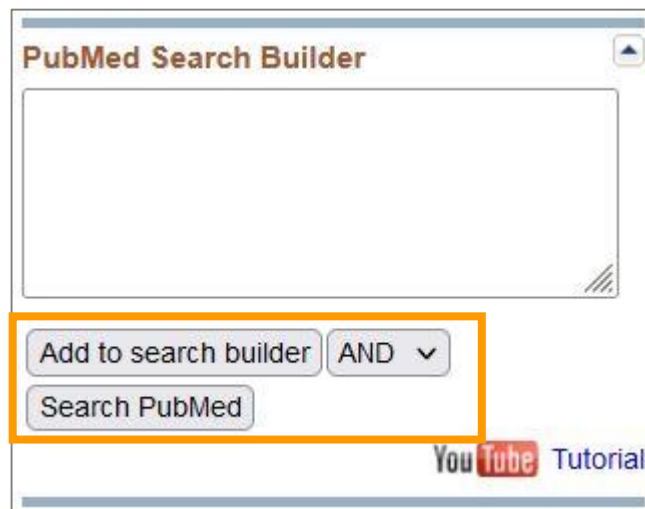 PubMed Search Builder
Add to search builder AND
Search PubMed
YouTube Tutorial